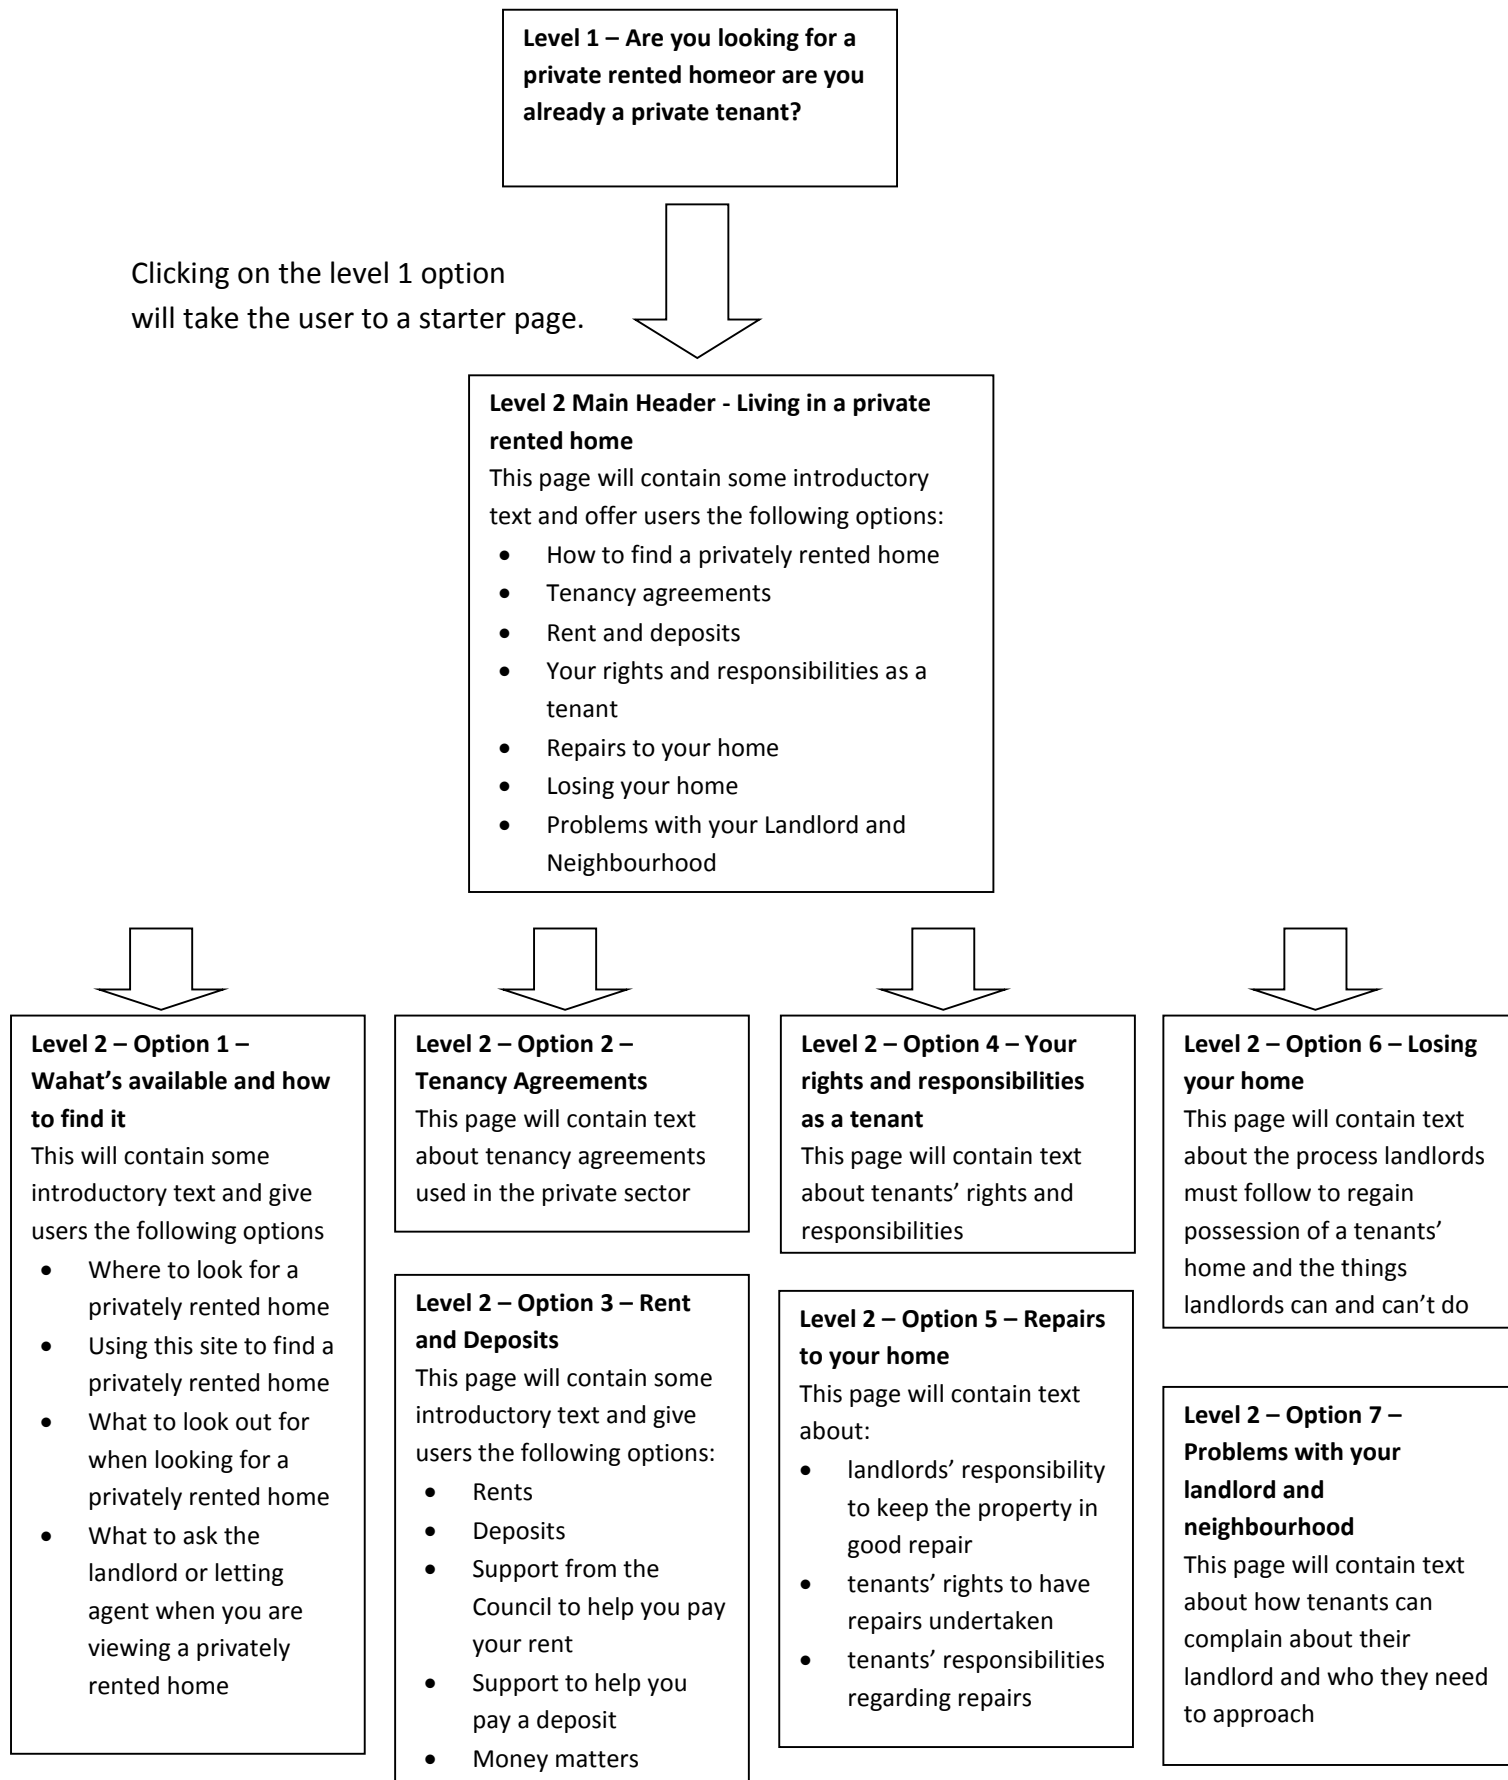 Level 1 – Are you looking for a
private rented homeor are you
already a private tenant?
Clicking on the level 1 option
will take the user to a starter page.
Level 2 Main Header - Living in a private
rented home
This page will contain some introductory
text and offer users the following options:
• How to find a privately rented home
• Tenancy agreements
• Rent and deposits
• Your rights and responsibilities as a
tenant
• Repairs to your home
• Losing your home
• Problems with your Landlord and
Neighbourhood
Level 2 – Option 1 –
Wahat’s available and how
to find it
This will contain some
introductory text and give
users the following options
• Where to look for a
privately rented home
• Using this site to find a
privately rented home
• What to look out for
when looking for a
privately rented home
• What to ask the
landlord or letting
agent when you are
viewing a privately
rented home
Level 2 – Option 2 –
Tenancy Agreements
This page will contain text
about tenancy agreements
used in the private sector
Level 2 – Option 3 – Rent
and Deposits
This page will contain some
introductory text and give
users the following options:
• Rents
• Deposits
• Support from the
Council to help you pay
your rent
• Support to help you
pay a deposit
• Money matters
Level 2 – Option 4 – Your
rights and responsibilities
as a tenant
This page will contain text
about tenants’ rights and
responsibilities
Level 2 – Option 5 – Repairs
to your home
This page will contain text
about:
• landlords’ responsibility
to keep the property in
good repair
• tenants’ rights to have
repairs undertaken
• tenants’ responsibilities
regarding repairs
Level 2 – Option 6 – Losing
your home
This page will contain text
about the process landlords
must follow to regain
possession of a tenants’
home and the things
landlords can and can’t do
Level 2 – Option 7 –
Problems with your
landlord and
neighbourhood
This page will contain text
about how tenants can
complain about their
landlord and who they need
to approach